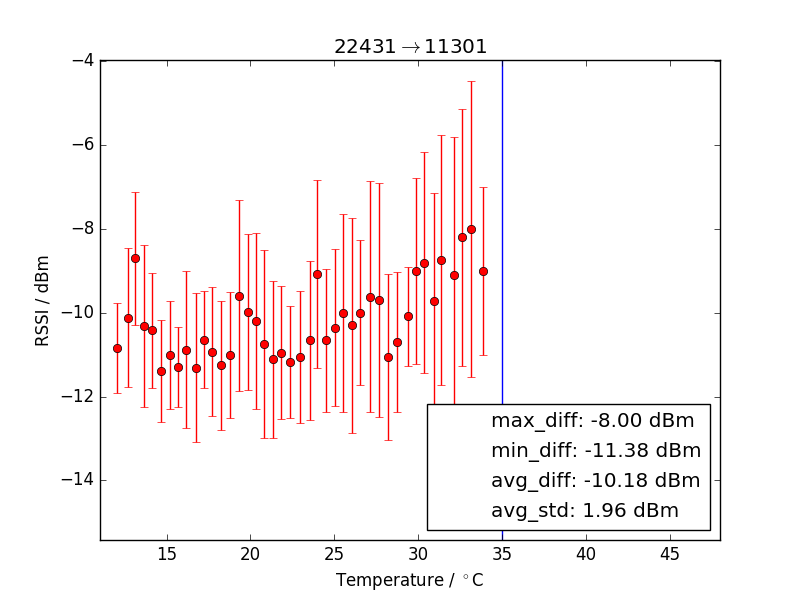 22431→11301
−4
−6
−8
−10
−12
−14
RSSI / dBm
max_diff: -8.00 dBm
min_diff: -11.38 dBm
avg_diff: -10.18 dBm
avg_std: 1.96 dBm
15 20 25 30 35 40 45
Temperature / °C